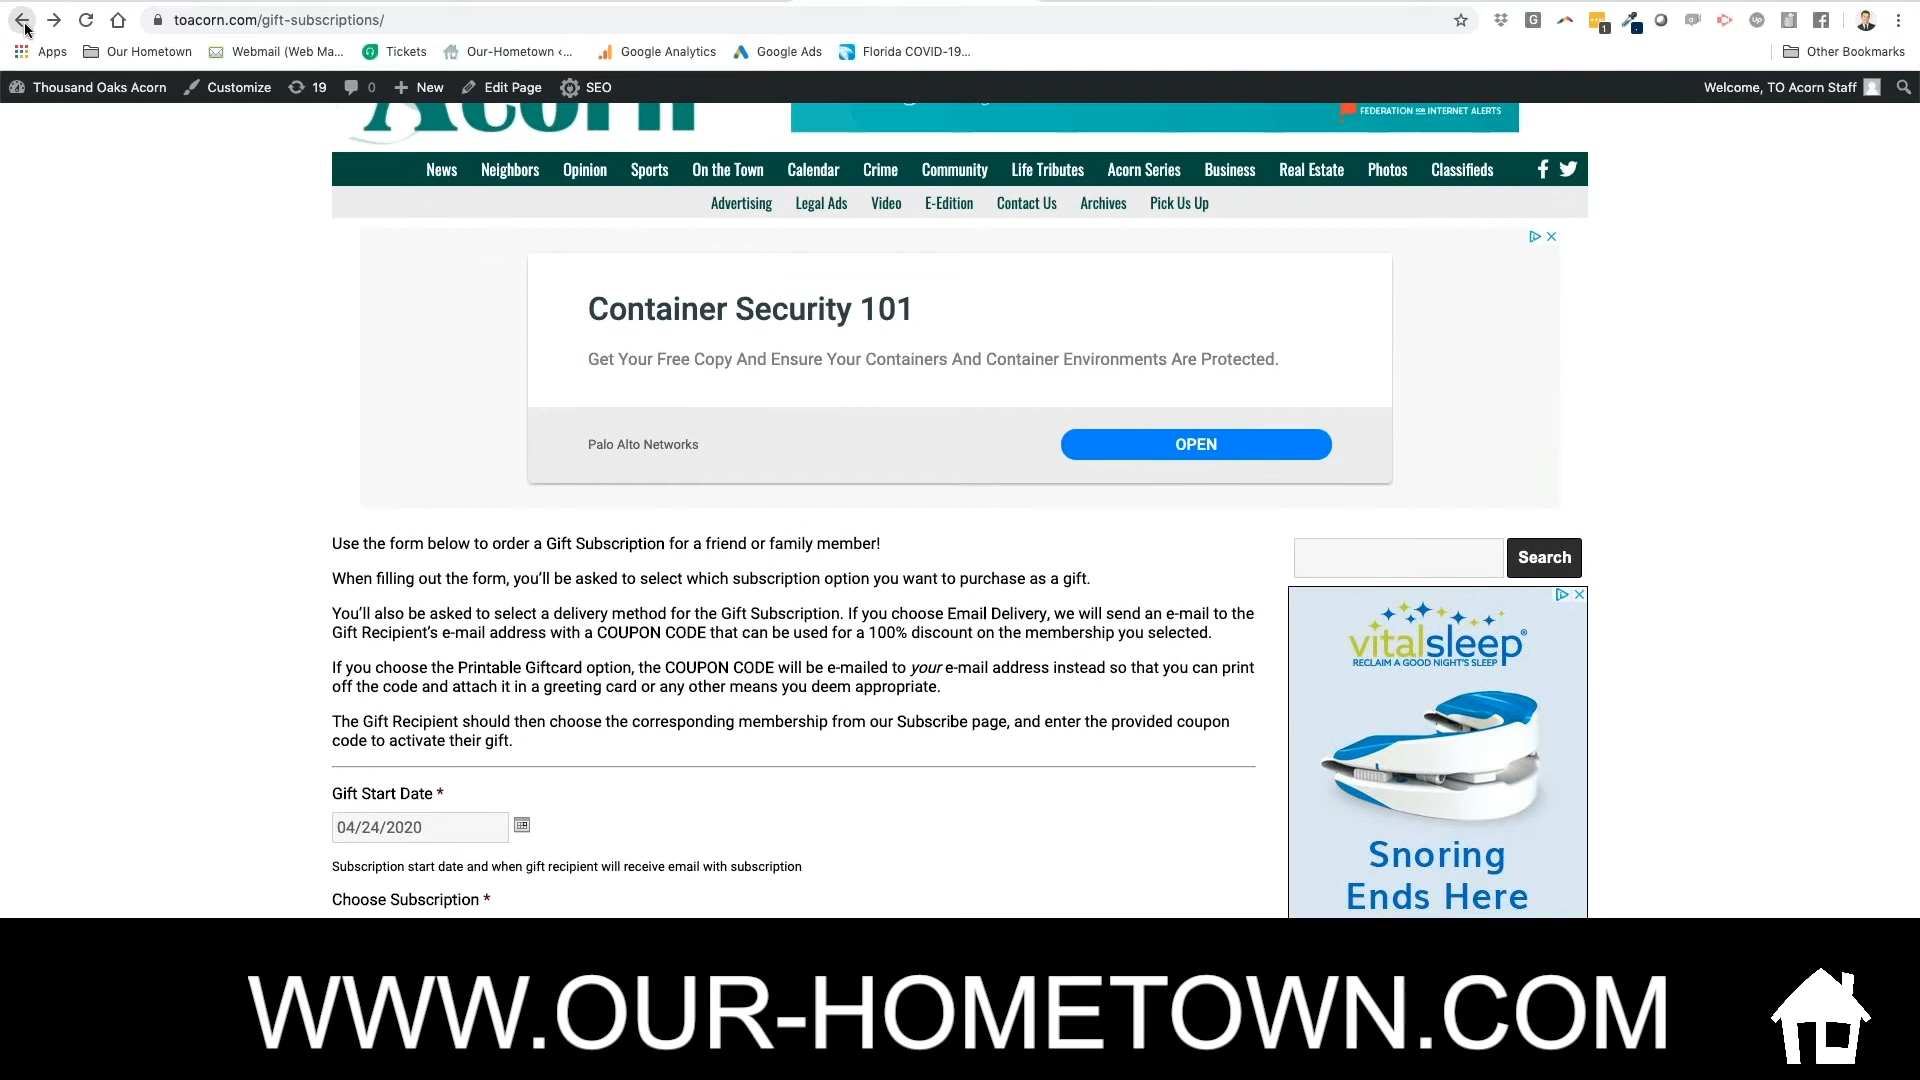 toacorn.com/gift-subscriptions/
Apps Our Hometown Webmail (Web Ma... Tickets Our-Hometown ‹... Google Analytics Google Ads Florida COVID-19... Other Bookmarks
Thousand Oaks Acorn Customize 19 0 New Edit Page SEO Welcome, TO Acorn Staff
Acorn
FEDERATION FOR INTERNET ALERTS
News Neighbors Opinion Sports On the Town Calendar Crime Community Life Tributes Acorn Series Business Real Estate Photos Classifieds
Advertising Legal Ads Video E-Edition Contact Us Archives Pick Us Up
Container Security 101
Get Your Free Copy And Ensure Your Containers And Container Environments Are Protected.
Palo Alto Networks OPEN
Use the form below to order a Gift Subscription for a friend or family member!
When filling out the form, you'll be asked to select which subscription option you want to purchase as a gift.
You'll also be asked to select a delivery method for the Gift Subscription. If you choose Email Delivery, we will send an e-mail to the
Gift Recipient's e-mail address with a COUPON CODE that can be used for a 100% discount on the membership you selected.
If you choose the Printable Giftcard option, the COUPON CODE will be e-mailed to your e-mail address instead so that you can print
off the code and attach it in a greeting card or any other means you deem appropriate.
The Gift Recipient should then choose the corresponding membership from our Subscribe page, and enter the provided coupon
code to activate their gift.
Gift Start Date *
04/24/2020
Subscription start date and when gift recipient will receive email with subscription
Choose Subscription *
Search
vitalsleep®
RECLAIM A GOOD NIGHT'S SLEEP
Snoring
Ends Here
WWW.OUR-HOMETOWN.COM